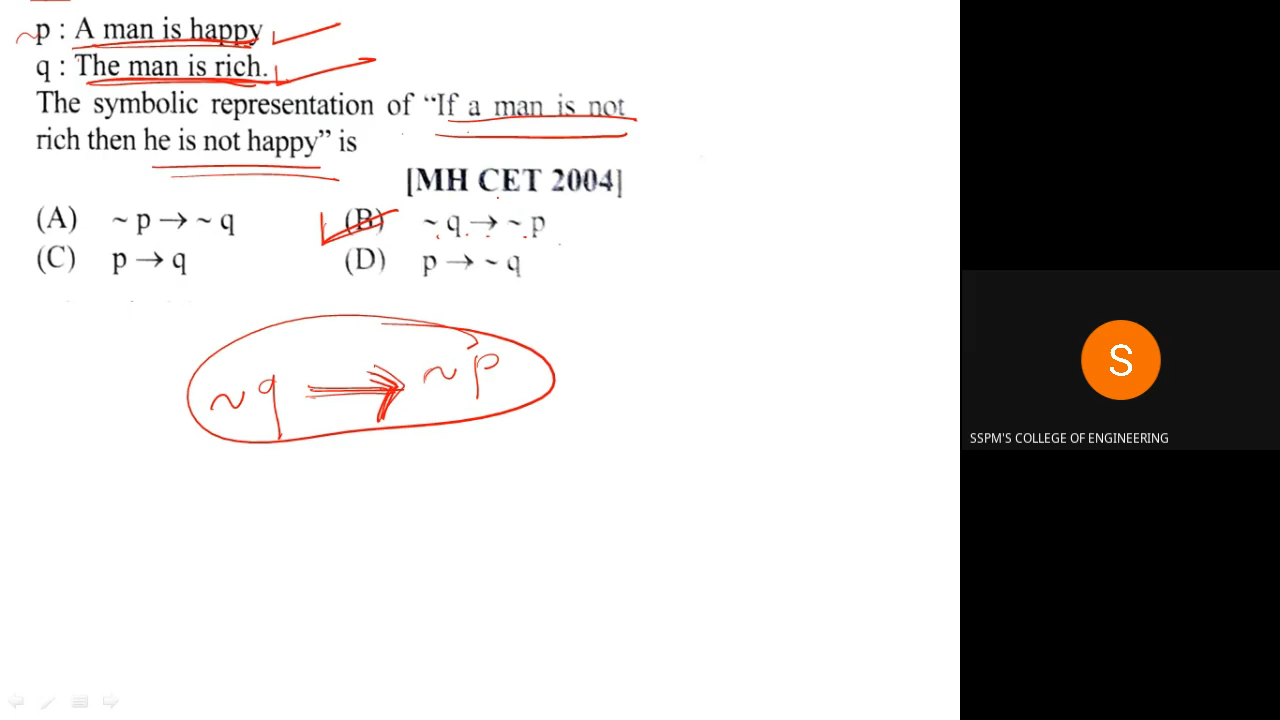 ~p : A man is happy
q : The man is rich.
The symbolic representation of “If a man is not
rich then he is not happy” is
[MH CET 2004]
(A) ~ p → ~ q (B) ~ q → ~ p
(C) p → q (D) p → ~ q
~q → ~p
S
SSPM'S COLLEGE OF ENGINEERING